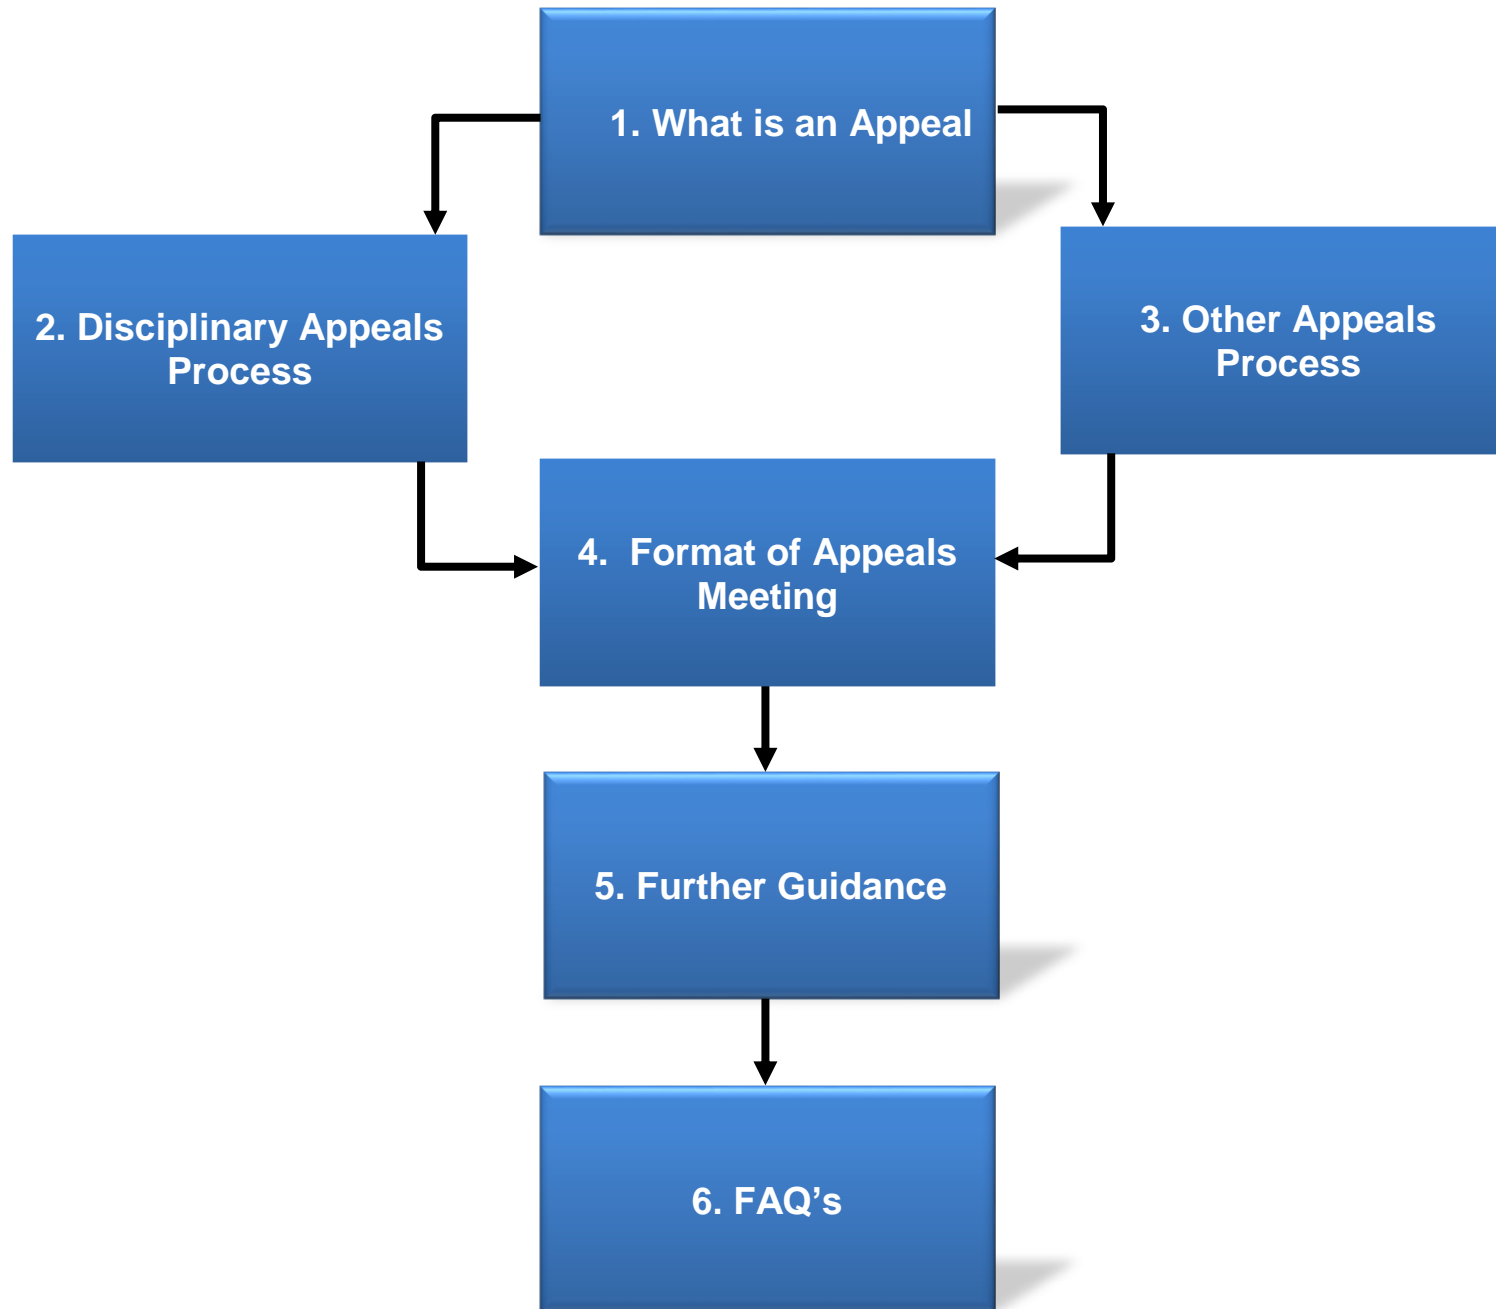 1. What is an Appeal
2. Disciplinary Appeals
Process
3. Other Appeals
Process
4.  Format of Appeals
Meeting
5. Further Guidance
6. FAQ’s